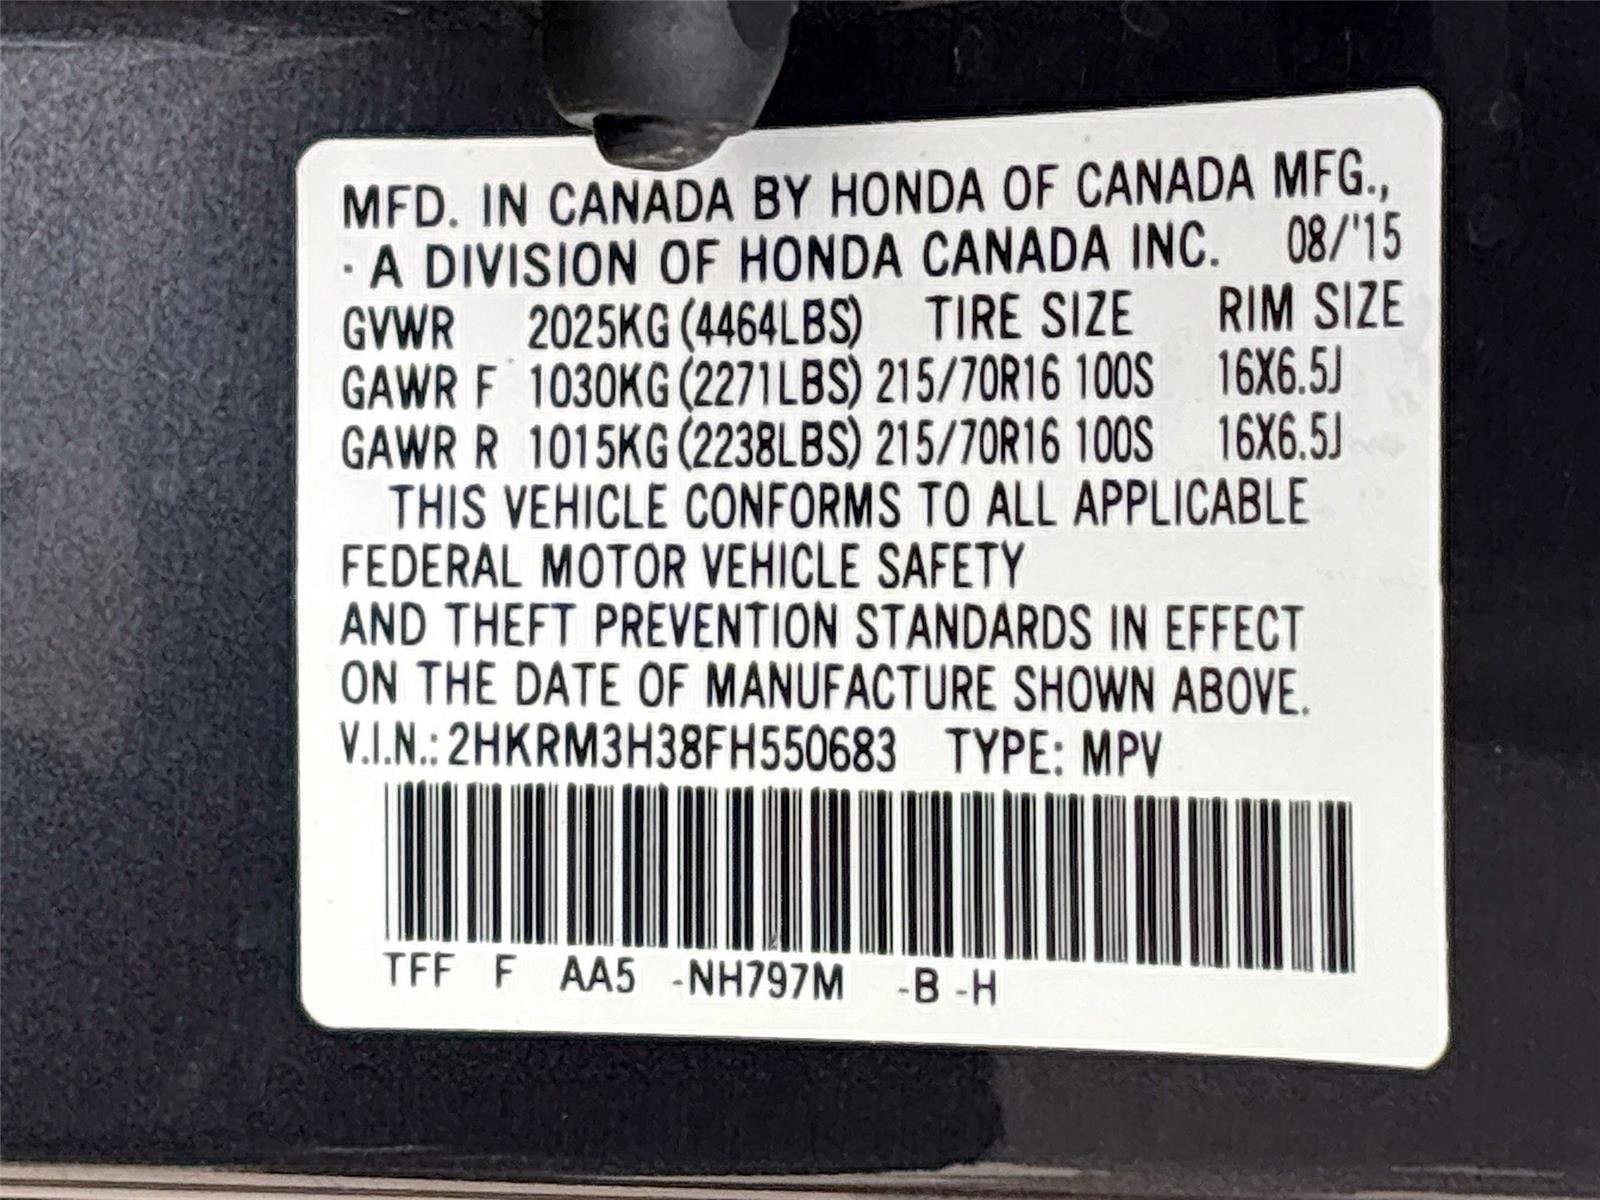 MFD. IN CANADA BY HONDA OF CANADA MFG.,
· A DIVISION OF HONDA CANADA INC. 08/'15
GVWR 2025KG (4464LBS) TIRE SIZE RIM SIZE
GAWR F 1030KG (2271LBS) 215/70R16 100S 16X6.5J
GAWR R 1015KG (2238LBS) 215/70R16 100S 16X6.5J
THIS VEHICLE CONFORMS TO ALL APPLICABLE
FEDERAL MOTOR VEHICLE SAFETY
AND THEFT PREVENTION STANDARDS IN EFFECT
ON THE DATE OF MANUFACTURE SHOWN ABOVE.
V.I.N.: 2HKRM3H38FH550683 TYPE: MPV
TFF F AA5 -NH797M -B -H